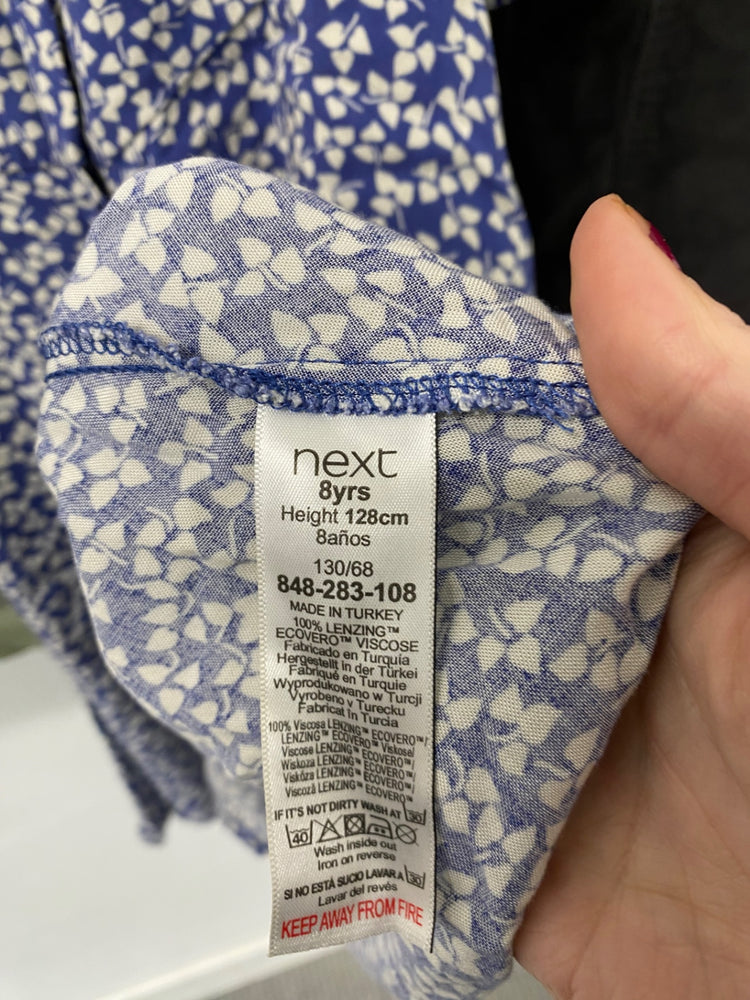 next
8yrs
Height 128cm
8años
130/68
848-283-108
MADE IN TURKEY
100% LENZING™
ECOVERO™ VISCOSE
Fabricado en Turquía
Hergestellt in der Türkei
Fabriqué en Turquie
Wyprodukowano w Turcji
Vyrobeno v Turecku
Fabricat în Turcia
100% Viscosa LENZING™ ECOVERO™/
LENZING™ ECOVERO™ Viskose/
Viscose LENZING™ ECOVERO™/
Wiskoza LENZING™ ECOVERO™/
Viskóza LENZING™ ECOVERO™/
Viscoză LENZING™ ECOVERO™
IF IT'S NOT DIRTY WASH AT 30
40
Wash inside out
Iron on reverse
SI NO ESTÁ SUCIO LAVAR A 30
Lavar del revés
KEEP AWAY FROM FIRE